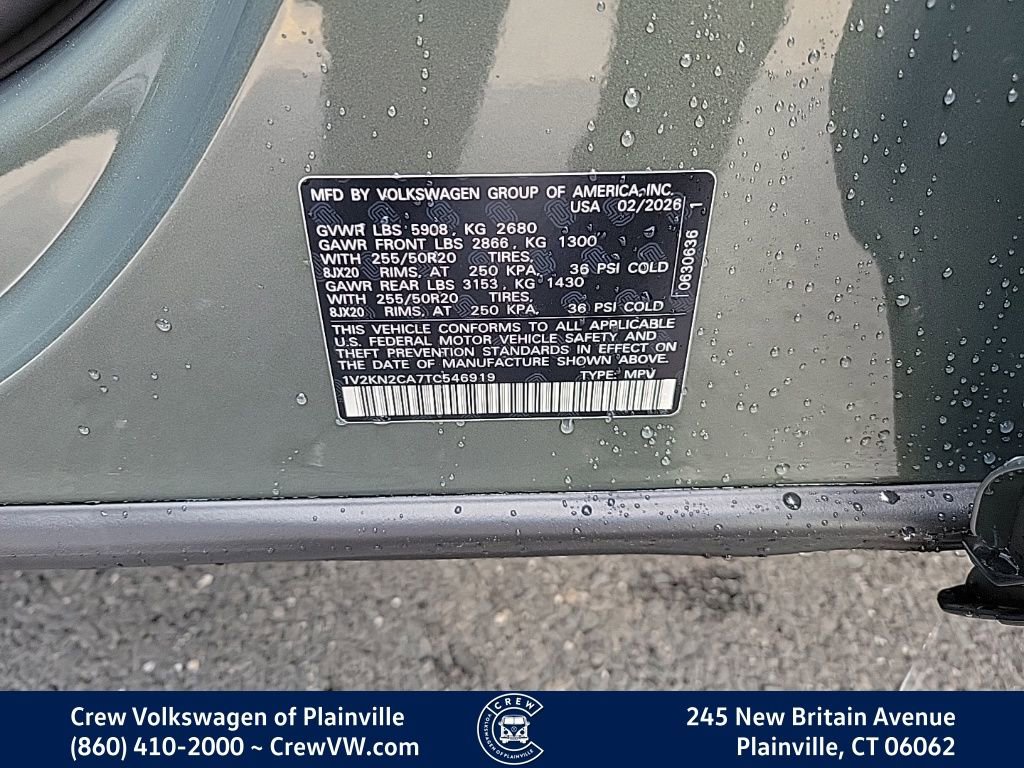 MFD BY VOLKSWAGEN GROUP OF AMERICA, INC.
USA 02/2026
GVWR LBS 5908, KG 2680
GAWR FRONT LBS 2866, KG 1300
WITH 255/50R20 TIRES,
8JX20 RIMS, AT 250 KPA, 36 PSI COLD
GAWR REAR LBS 3153, KG 1430
WITH 255/50R20 TIRES,
8JX20 RIMS, AT 250 KPA, 36 PSI COLD
0630636 1
THIS VEHICLE CONFORMS TO ALL APPLICABLE
U.S. FEDERAL MOTOR VEHICLE SAFETY AND
THEFT PREVENTION STANDARDS IN EFFECT ON
THE DATE OF MANUFACTURE SHOWN ABOVE.
1V2KN2CA7TC546919 TYPE: MPV
Crew Volkswagen of Plainville
(860) 410-2000 ~ CrewVW.com
CREW
VOLKSWAGEN OF PLAINVILLE
245 New Britain Avenue
Plainville, CT 06062